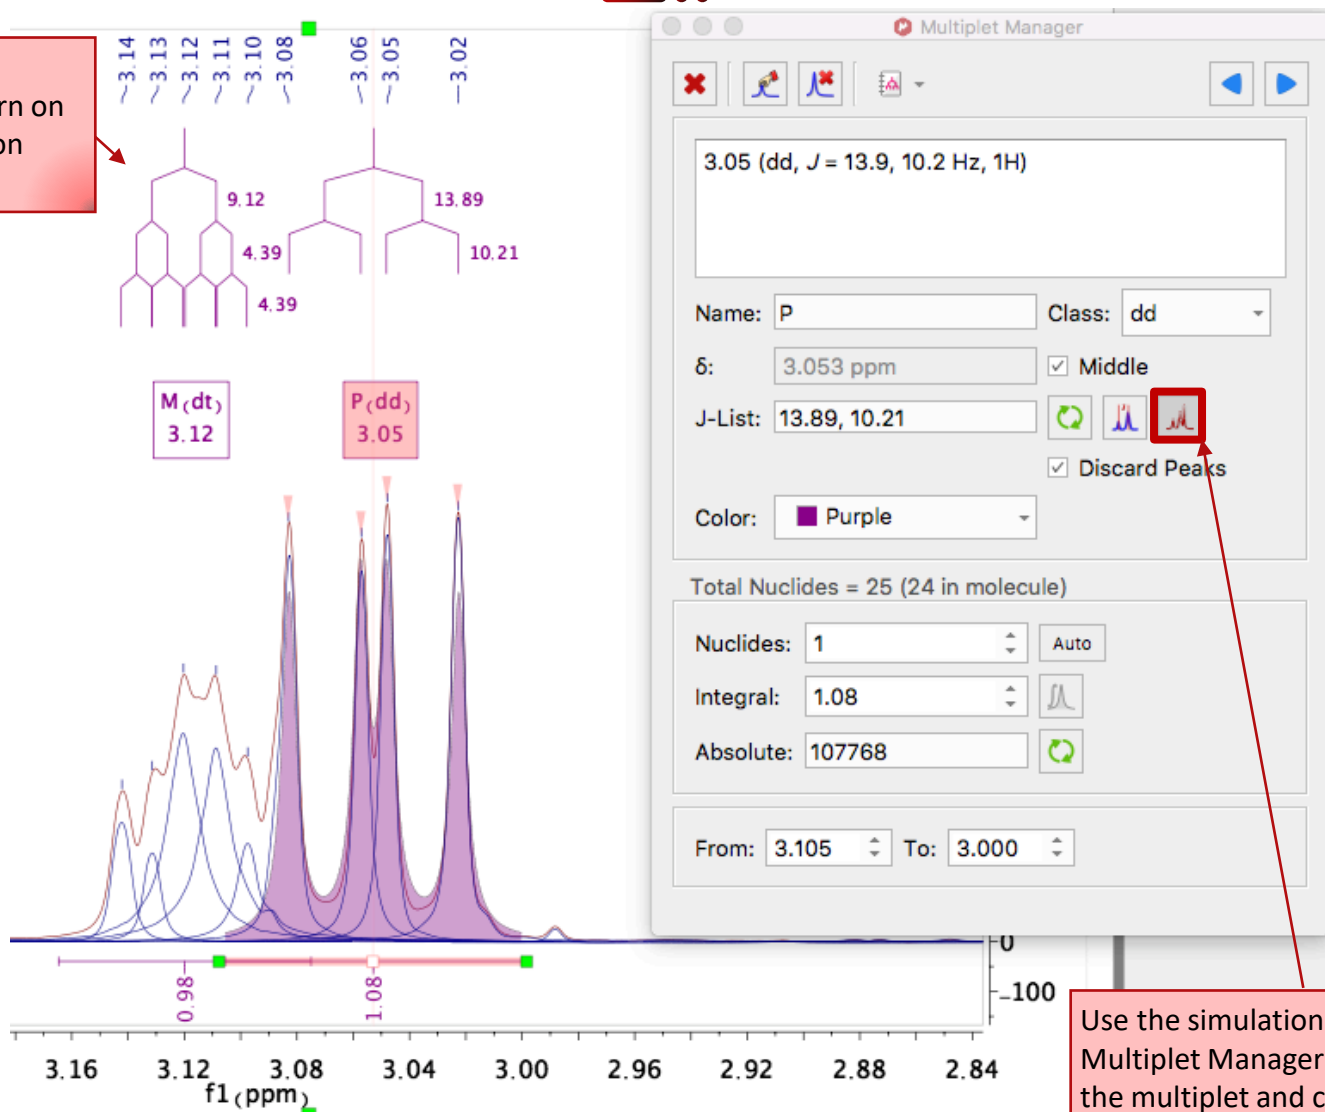 Multiplet Manager
~3.14
~3.13
~3.12
~3.11
~3.10
~3.08
~3.06
~3.05
—3.02
rn on
on
9.12
4.39
4.39
13.89
10.21
M (dt)
3.12
P (dd)
3.05
3.05 (dd, J = 13.9, 10.2 Hz, 1H)
Name: P Class: dd
δ: 3.053 ppm Middle
J-List: 13.89, 10.21
Discard Peaks
Color: Purple
Total Nuclides = 25 (24 in molecule)
Nuclides: 1 Auto
Integral: 1.08
Absolute: 107768
From: 3.105 To: 3.000
0.98
1.08
0
-100
3.16 3.12 3.08 3.04 3.00 2.96 2.92 2.88 2.84
f1 (ppm)
Use the simulation
Multiplet Manager
the multiplet and c